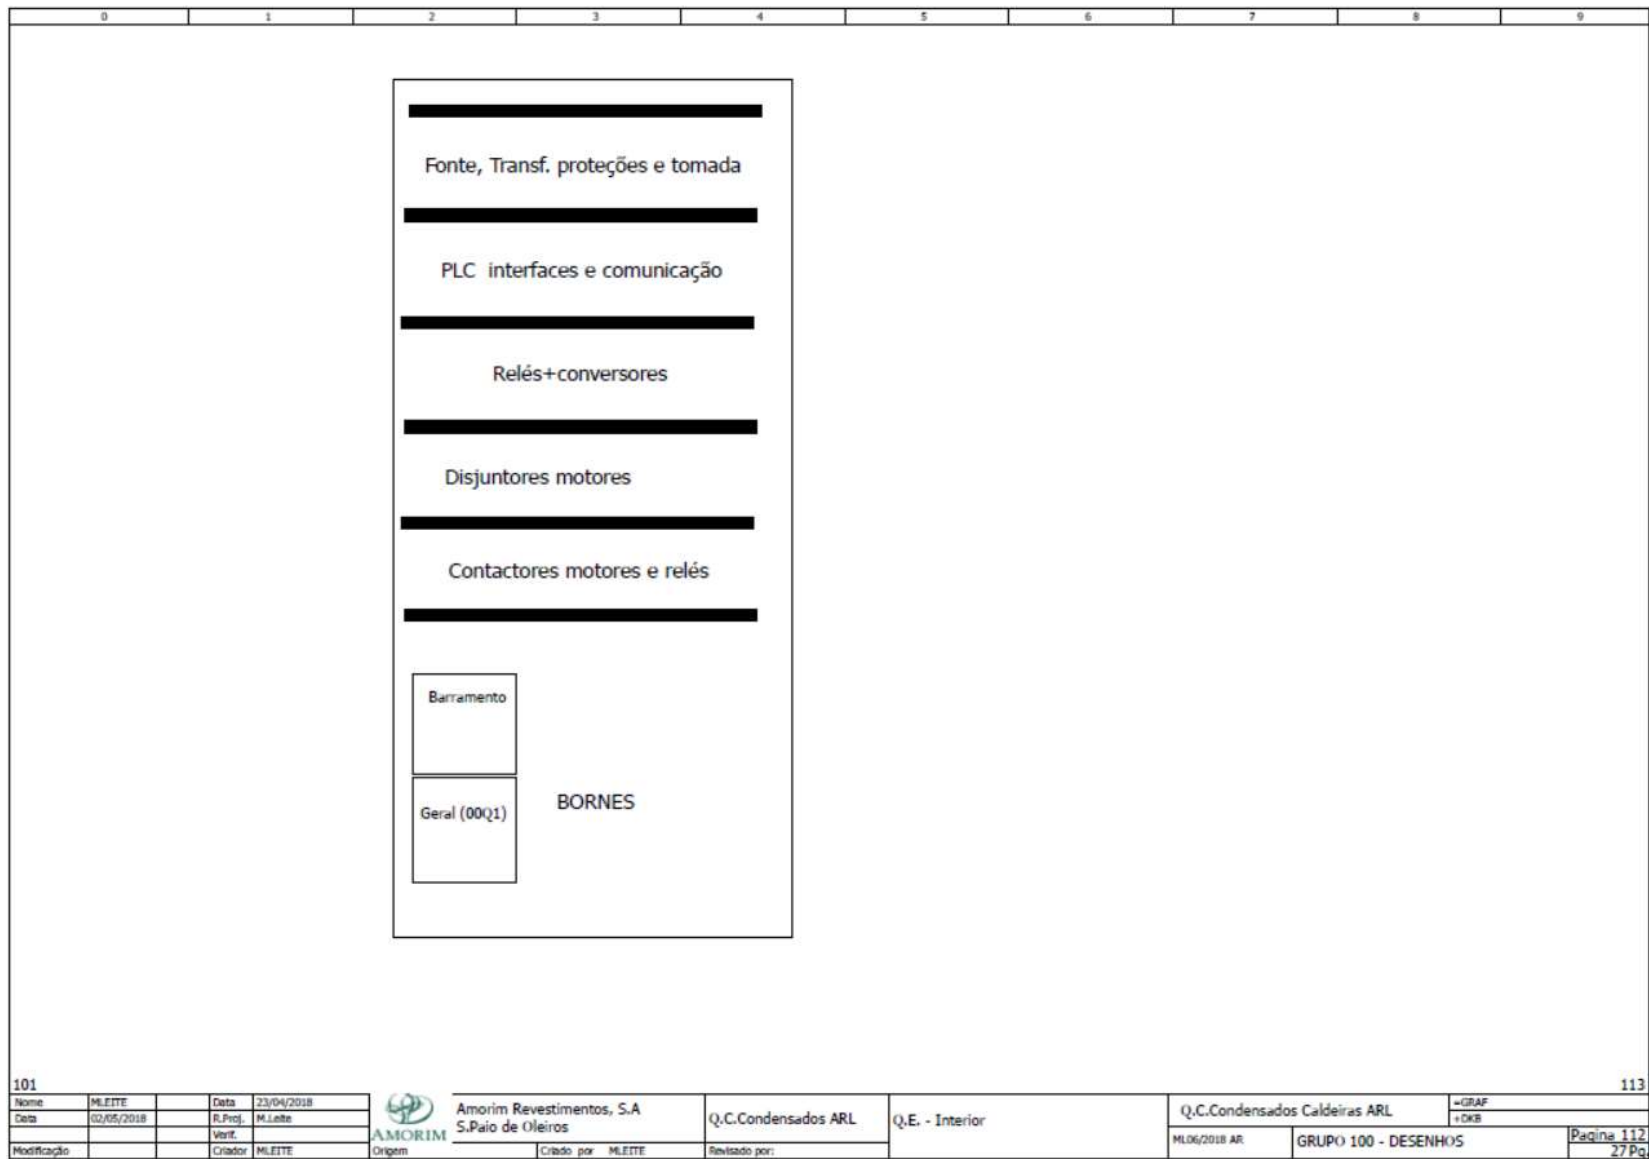 0 1 2 3 4 5 6 7 8 9
Fonte, Transf. proteções e tomada
PLC interfaces e comunicação
Relés+conversores
Disjuntores motores
Contactores motores e relés
Barramento
Geral (00Q1)
BORNES
101
113
Nome MLEITE Data 23/04/2018
Data 02/05/2018 R.Proj. M.Leite
Verif.
Modificação Criador MLEITE
AMORIM
Origem
Amorim Revestimentos, S.A
S.Paio de Oleiros
Criado por MLEITE
Q.C.Condensados ARL
Revisado por:
Q.E. - Interior
Q.C.Condensados Caldeiras ARL
=GRAF
+DKB
ML06/2018 AR
GRUPO 100 - DESENHOS
Pagina 112
27 Pg